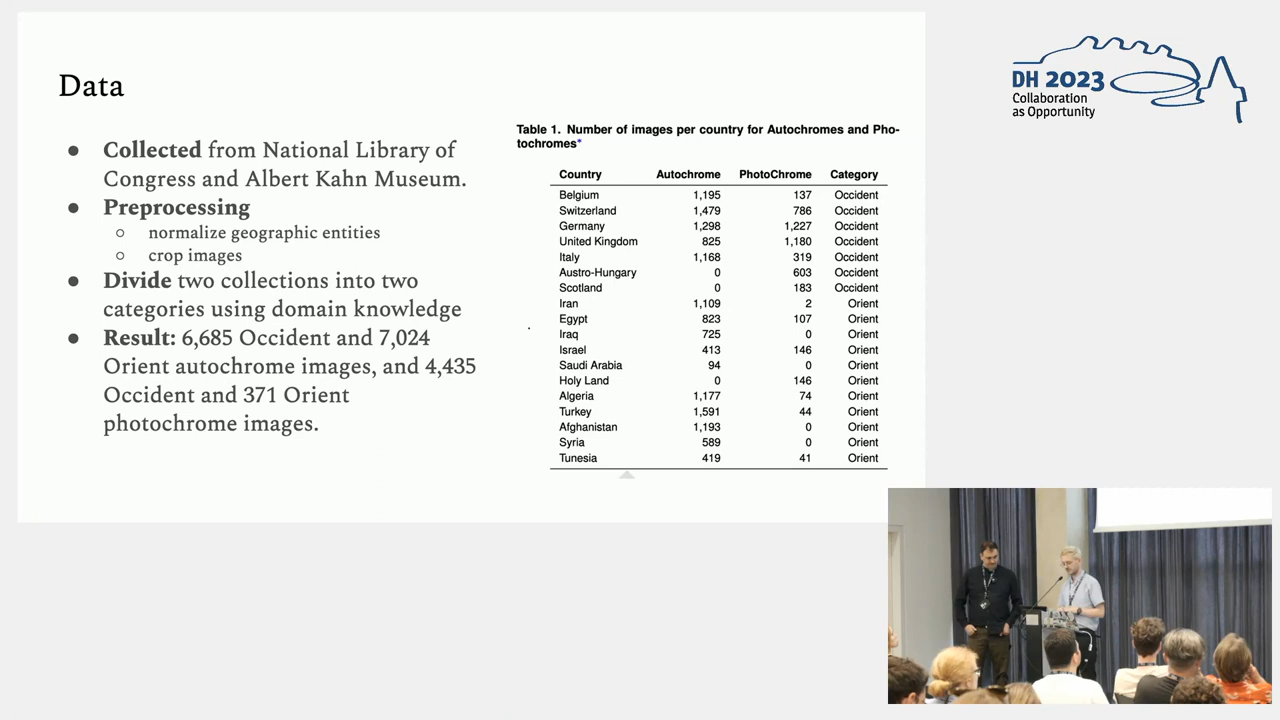 Data
● Collected from National Library of
Congress and Albert Kahn Museum.
● Preprocessing
○ normalize geographic entities
○ crop images
● Divide two collections into two
categories using domain knowledge
● Result: 6,685 Occident and 7,024
Orient autochrome images, and 4,435
Occident and 371 Orient
photochrome images.
Table 1. Number of images per country for Autochromes and Pho-
tochromes*
Country Autochrome PhotoChrome Category
Belgium 1,195 137 Occident
Switzerland 1,479 786 Occident
Germany 1,298 1,227 Occident
United Kingdom 825 1,180 Occident
Italy 1,168 319 Occident
Austro-Hungary 0 603 Occident
Scotland 0 183 Occident
Iran 1,109 2 Orient
Egypt 823 107 Orient
Iraq 725 0 Orient
Israel 413 146 Orient
Saudi Arabia 94 0 Orient
Holy Land 0 146 Orient
Algeria 1,177 74 Orient
Turkey 1,591 44 Orient
Afghanistan 1,193 0 Orient
Syria 589 0 Orient
Tunesia 419 41 Orient
DH 2023
Collaboration
as Opportunity